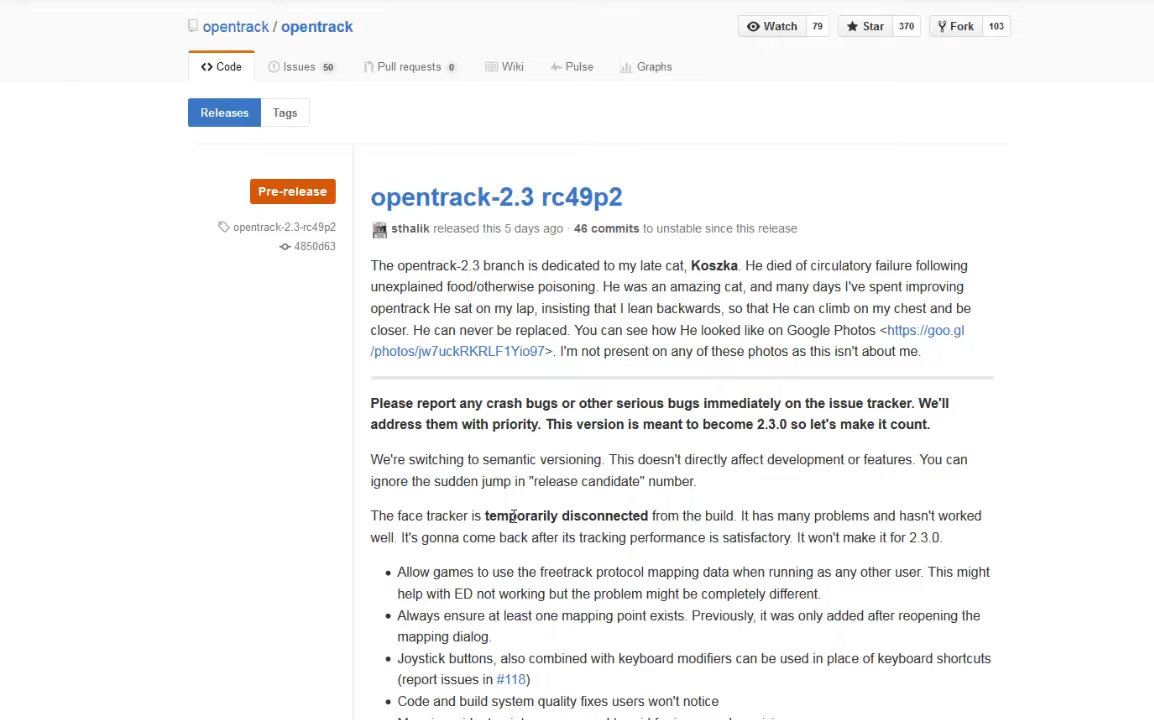 opentrack / opentrack
Watch 79 Star 370 Fork 103
Code Issues 50 Pull requests 0 Wiki Pulse Graphs
Releases Tags
Pre-release
opentrack-2.3-rc49p2
4850d63
opentrack-2.3 rc49p2
sthalik released this 5 days ago · 46 commits to unstable since this release
The opentrack-2.3 branch is dedicated to my late cat, Koszka. He died of circulatory failure following
unexplained food/otherwise poisoning. He was an amazing cat, and many days I've spent improving
opentrack He sat on my lap, insisting that I lean backwards, so that He can climb on my chest and be
closer. He can never be replaced. You can see how He looked like on Google Photos <https://goo.gl
/photos/jw7uckRKRLF1Yio97>. I'm not present on any of these photos as this isn't about me.
Please report any crash bugs or other serious bugs immediately on the issue tracker. We'll
address them with priority. This version is meant to become 2.3.0 so let's make it count.
We're switching to semantic versioning. This doesn't directly affect development or features. You can
ignore the sudden jump in "release candidate" number.
The face tracker is temporarily disconnected from the build. It has many problems and hasn't worked
well. It's gonna come back after its tracking performance is satisfactory. It won't make it for 2.3.0.
• Allow games to use the freetrack protocol mapping data when running as any other user. This might
help with ED not working but the problem might be completely different.
• Always ensure at least one mapping point exists. Previously, it was only added after reopening the
mapping dialog.
• Joystick buttons, also combined with keyboard modifiers can be used in place of keyboard shortcuts
(report issues in #118)
• Code and build system quality fixes users won't notice